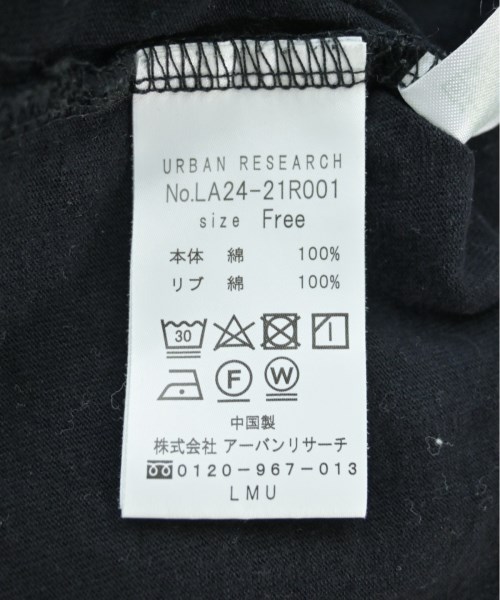 URBAN RESEARCH
No.LA24-21R001
size Free
本体 綿 100%
リブ 綿 100%
30
F W
中国製
株式会社 アーバンリサーチ
0120-967-013
LMU